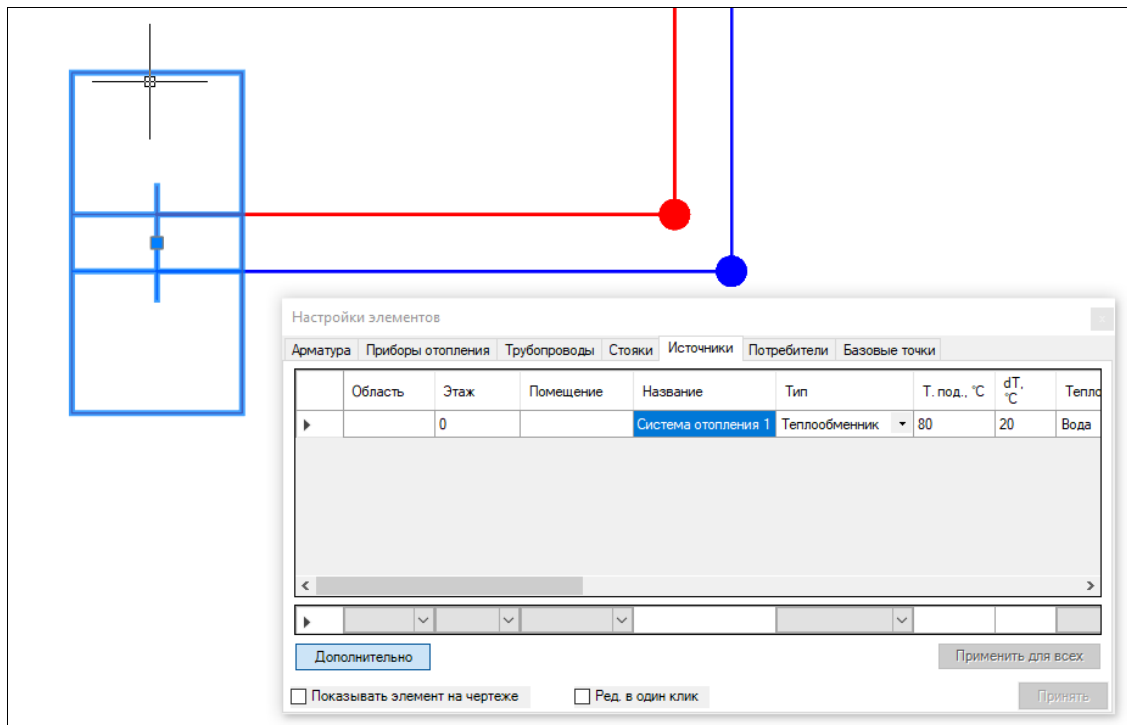 Настройки элементов
Арматура Приборы отопления Трубопроводы Стояки Источники Потребители Базовые точки
Область Этаж Помещение Название Тип Т. под., °С dT, °С Тепло
0 Система отопления 1 Теплообменник 80 20 Вода
Дополнительно Применить для всех
Показывать элемент на чертеже Ред. в один клик Принять